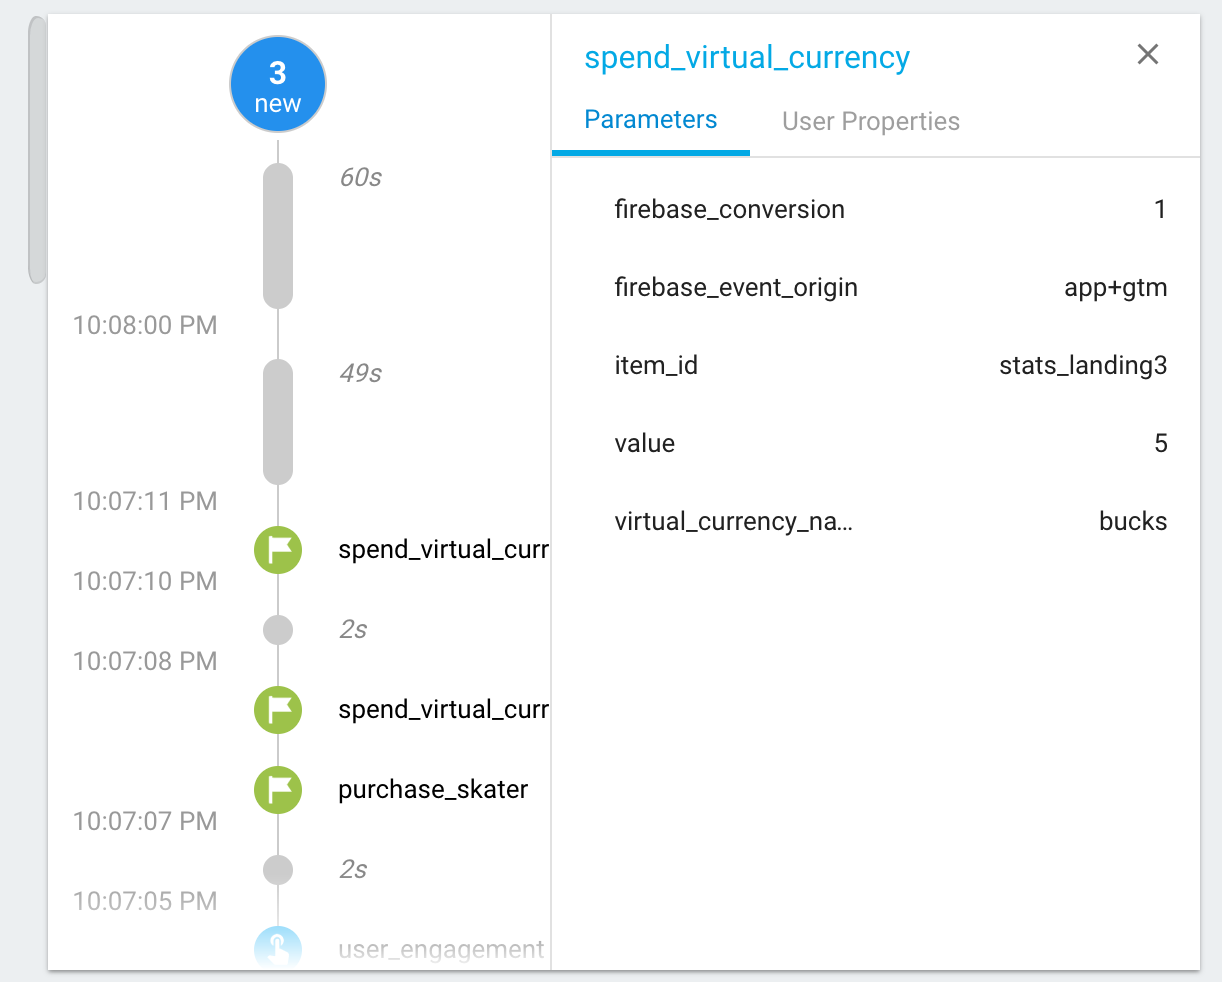 3
new
60s
10:08:00 PM
49s
10:07:11 PM
spend_virtual_curr
10:07:10 PM
2s
10:07:08 PM
spend_virtual_curr
purchase_skater
10:07:07 PM
2s
10:07:05 PM
user_engagement
spend_virtual_currency
Parameters User Properties
firebase_conversion 1
firebase_event_origin app+gtm
item_id stats_landing3
value 5
virtual_currency_na... bucks